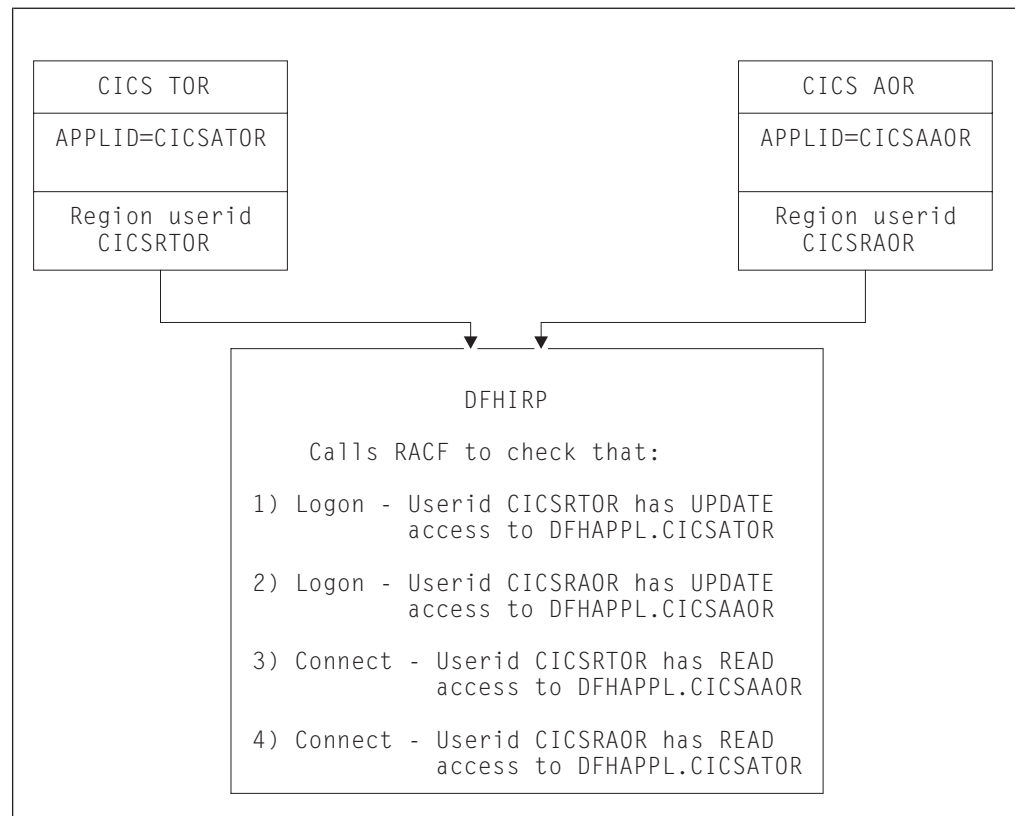 CICS TOR
APPLID=CICSATOR
Region userid
CICSRTOR
CICS AOR
APPLID=CICSAAOR
Region userid
CICSRAOR
DFHIRP
Calls RACF to check that:
1) Logon - Userid CICSRTOR has UPDATE
access to DFHAPPL.CICSATOR
2) Logon - Userid CICSRAOR has UPDATE
access to DFHAPPL.CICSAAOR
3) Connect - Userid CICSRTOR has READ
access to DFHAPPL.CICSAAOR
4) Connect - Userid CICSRAOR has READ
access to DFHAPPL.CICSATOR